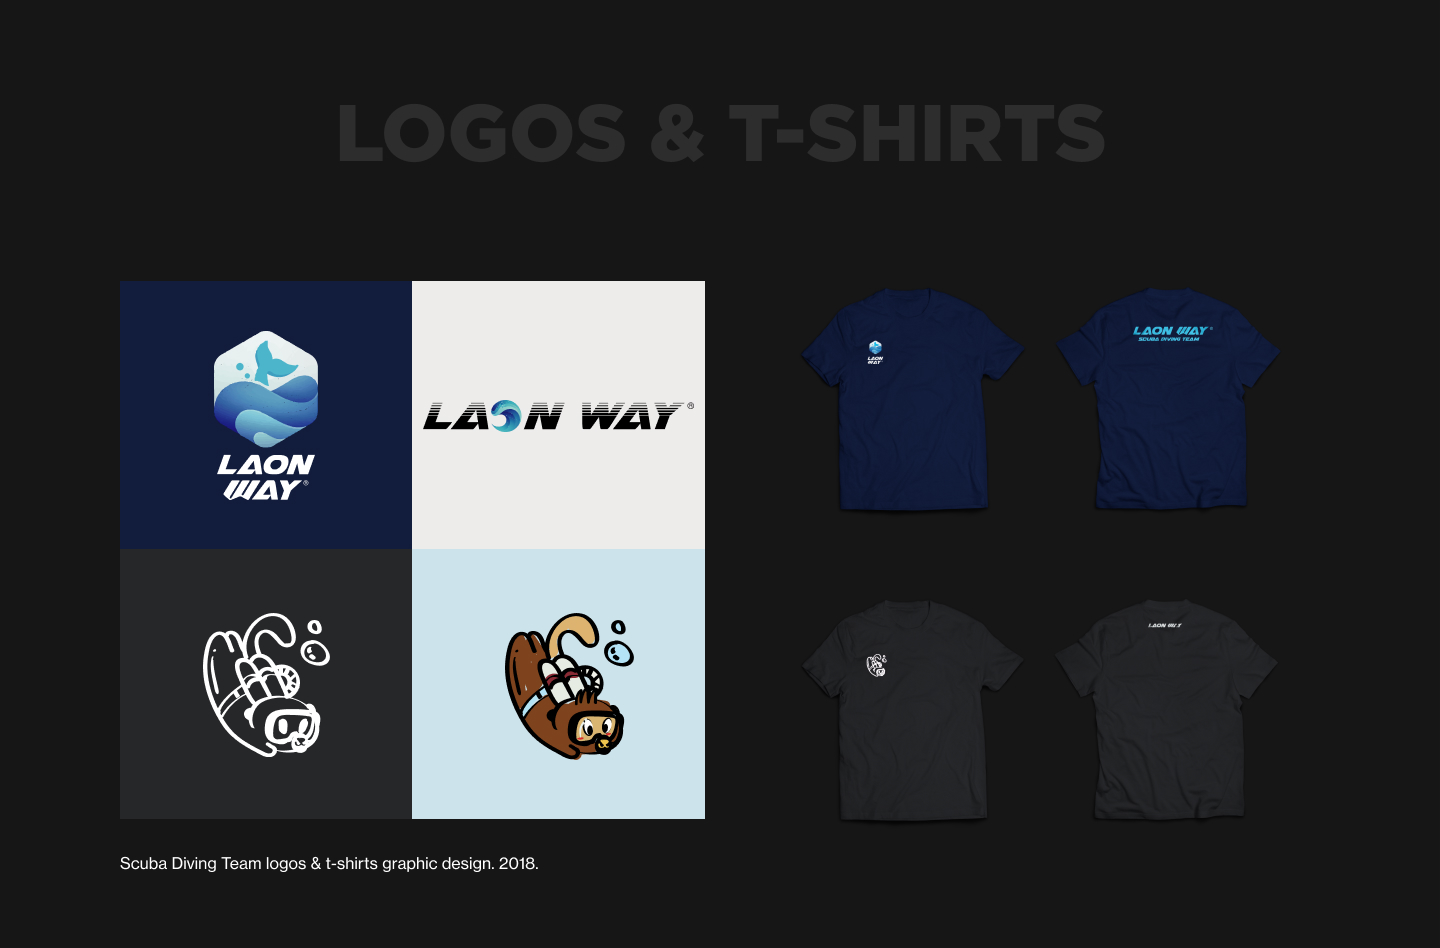 LOGOS & T-SHIRTS
LAON
WAY®
LAON WAY®
LAON
WAY
LAON WAY®
SCUBA DIVING TEAM
LAON WAY
Scuba Diving Team logos & t-shirts graphic design. 2018.